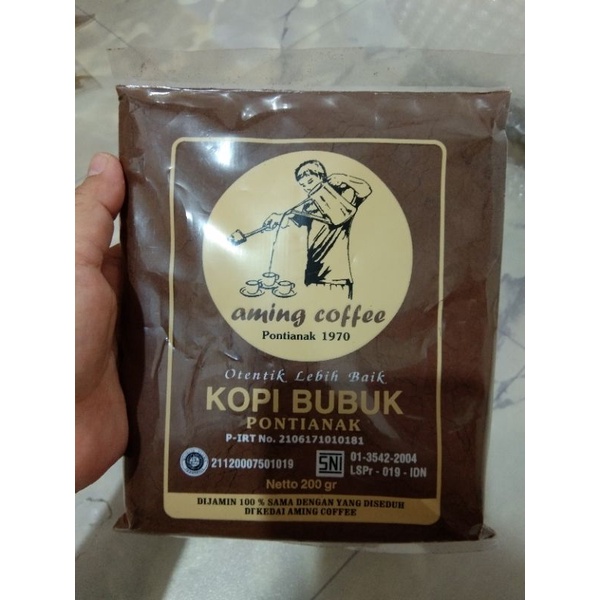 aming coffee
Pontianak 1970
Otentik Lebih Baik
KOPI BUBUK
PONTIANAK
P-IRT No. 2106171010181
21120007501019
SNI
01-3542-2004
LSPr - 019 - IDN
Netto 200 gr
DIJAMIN 100 % SAMA DENGAN YANG DISEDUH
DI KEDAI AMING COFFEE